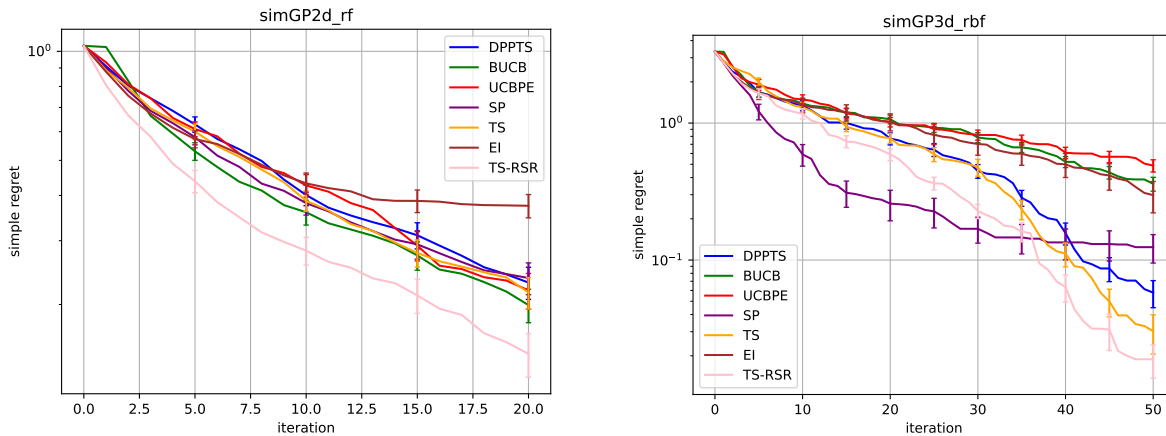 simGP2d_rf
simple regret
10⁰
DPPTS
BUCB
UCBPE
SP
TS
EI
TS-RSR
0.0 2.5 5.0 7.5 10.0 12.5 15.0 17.5 20.0
iteration
simGP3d_rbf
simple regret
10⁰
10⁻¹
DPPTS
BUCB
UCBPE
SP
TS
EI
TS-RSR
0 10 20 30 40 50
iteration